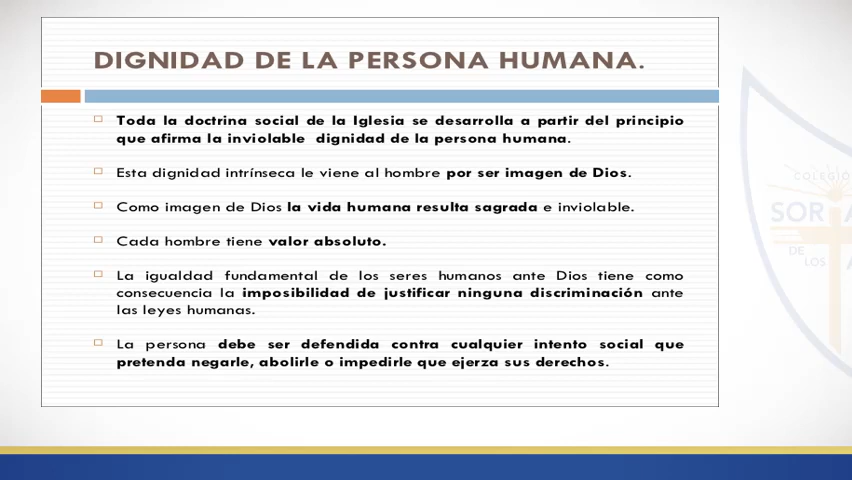 DIGNIDAD DE LA PERSONA HUMANA.
Toda la doctrina social de la Iglesia se desarrolla a partir del principio
que afirma la inviolable dignidad de la persona humana.
Esta dignidad intrínseca le viene al hombre por ser imagen de Dios.
Como imagen de Dios la vida humana resulta sagrada e inviolable.
Cada hombre tiene valor absoluto.
La igualdad fundamental de los seres humanos ante Dios tiene como
consecuencia la imposibilidad de justificar ninguna discriminación ante
las leyes humanas.
La persona debe ser defendida contra cualquier intento social que
pretenda negarle, abolirle o impedirle que ejerza sus derechos.
COLEGIO
SOR
DE
LOS